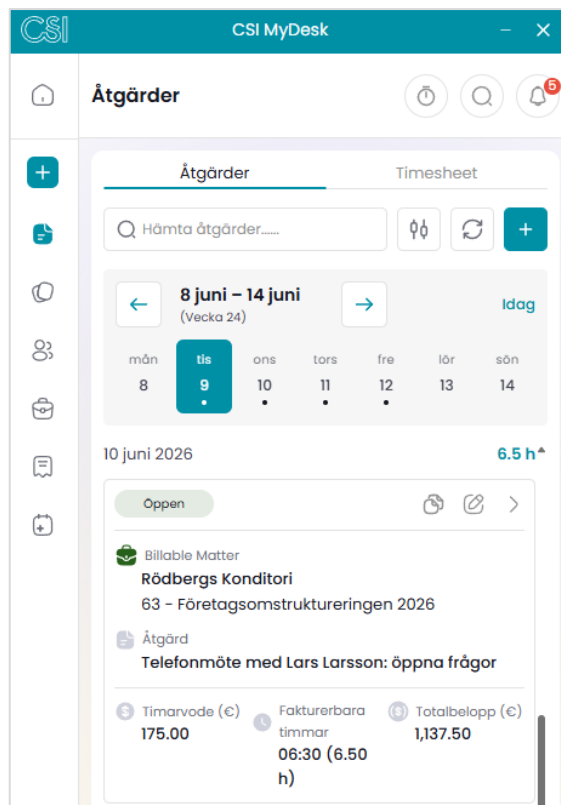 CSI
CSI MyDesk
Åtgärder
5
Åtgärder
Timesheet
Hämta åtgärder......
8 juni – 14 juni
(Vecka 24)
Idag
mån tis ons tors fre lör sön
8 9 10 11 12 13 14
10 juni 2026
6.5 h
Öppen
Billable Matter
Rödbergs Konditori
63 - Företagsomstruktureringen 2026
Åtgärd
Telefonmöte med Lars Larsson: öppna frågor
Timarvode (€)
175.00
Fakturerbara
timmar
06:30 (6.50
h)
Totalbelopp (€)
1,137.50